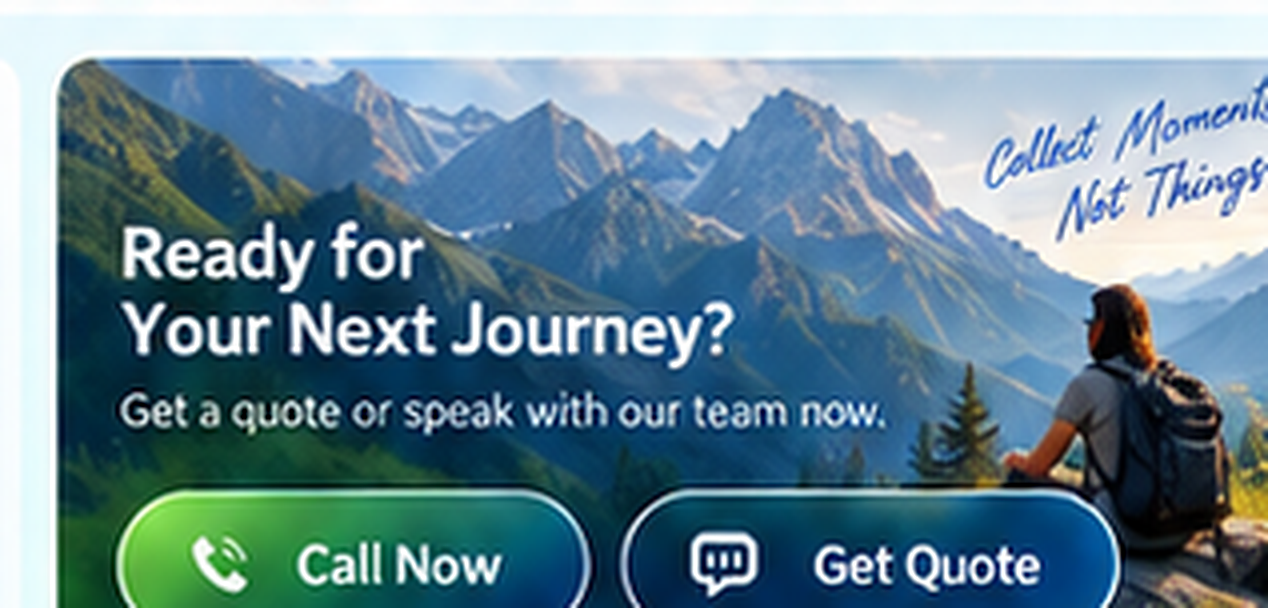 Collect Moments
Not Things
Ready for
Your Next Journey?
Get a quote or speak with our team now.
Call Now
Get Quote